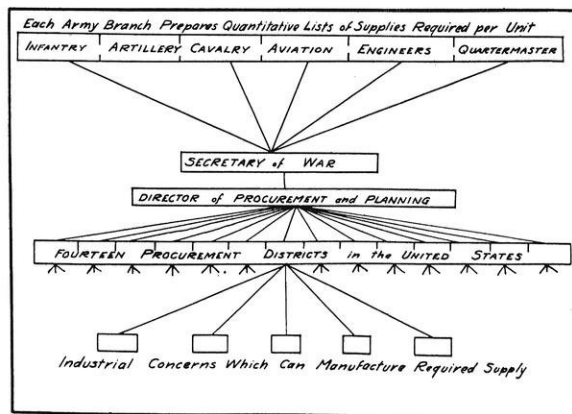 Each Army Branch Prepares Quantitative Lists of Supplies Required per Unit
INFANTRY ARTILLERY CAVALRY AVIATION ENGINEERS QUARTERMASTER
SECRETARY of WAR
DIRECTOR of PROCUREMENT and PLANNING
FOURTEEN PROCUREMENT DISTRICTS in the UNITED STATES
Industrial Concerns Which Can Manufacture Required Supply